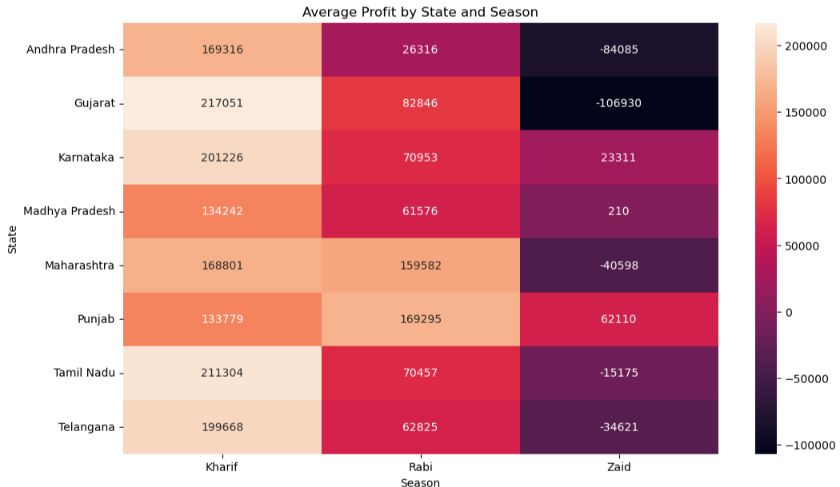 Average Profit by State and Season
State
Andhra Pradesh 169316 26316 -84085
Gujarat 217051 82846 -106930
Karnataka 201226 70953 23311
Madhya Pradesh 134242 61576 210
Maharashtra 168801 159582 -40598
Punjab 133779 169295 62110
Tamil Nadu 211304 70457 -15175
Telangana 199668 62825 -34621
Kharif Rabi Zaid
Season
200000
150000
100000
50000
0
−50000
−100000